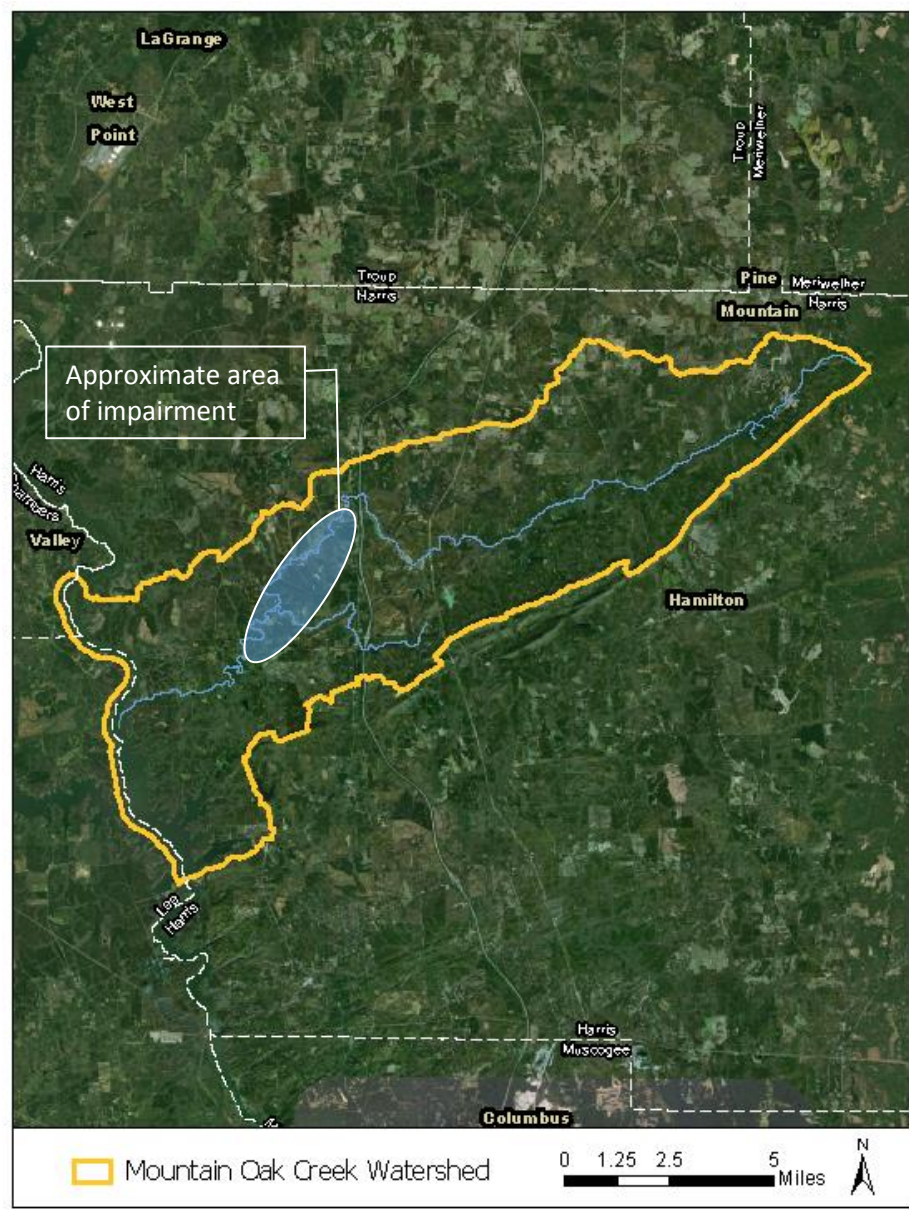 LaGrange
West
Point
Troup
Meriwether
Troup
Harris
Pine
Mountain
Meriwether
Harris
Approximate area
of impairment
Harris
Chambers
Valley
Hamilton
Lee
Harris
Harris
Muscogee
Columbus
Mountain Oak Creek Watershed
0 1.25 2.5 5
Miles
N